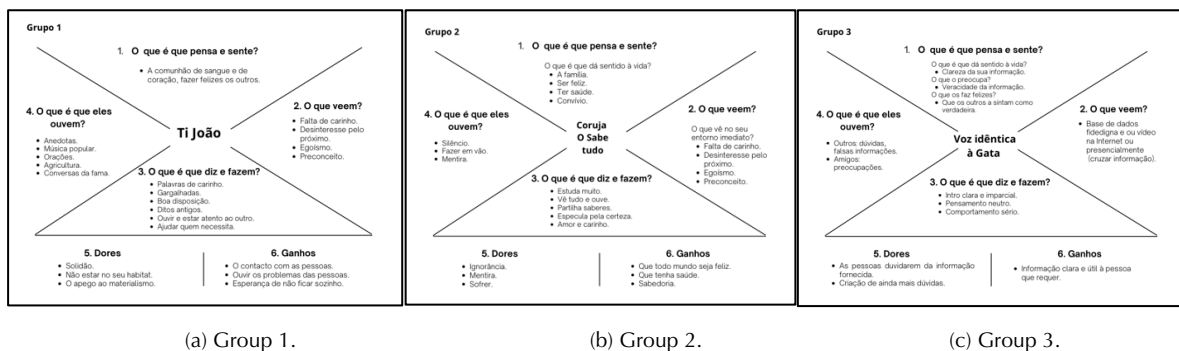 Grupo 1
1. O que é que pensa e sente?
• A comunhão de sangue e de
coração, fazer felizes os outros.
4. O que é que eles
ouvem?
• Anedotas.
• Música popular.
• Orações.
• Agricultura.
• Conversas da fama.
Ti João
2. O que veem?
• Falta de carinho.
• Desinteresse pelo
próximo.
• Egoísmo.
• Preconceito.
3. O que é que diz e fazem?
• Palavras de carinho.
• Gargalhadas.
• Boa disposição.
• Ditos antigos.
• Ouvir e estar atento ao outro.
• Ajudar quem necessita.
5. Dores
• Solidão.
• Não estar no seu habitat.
• O apego ao materialismo.
6. Ganhos
• O contacto com as pessoas.
• Ouvir os problemas das pessoas.
• Esperança de não ficar sozinho.
(a) Group 1.
Grupo 2
1. O que é que pensa e sente?
O que é que dá sentido à vida?
• A família.
• Ser feliz.
• Ter saúde.
• Convívio.
4. O que é que eles
ouvem?
• Silêncio.
• Fazer em vão.
• Mentira.
Coruja
O Sabe
tudo
2. O que veem?
O que vê no seu
entorno imediato?
• Falta de carinho.
• Desinteresse pelo
próximo.
• Egoísmo.
• Preconceito.
3. O que é que diz e fazem?
• Estuda muito.
• Vê tudo e ouve.
• Partilha saberes.
• Especula pela certeza.
• Amor e carinho.
5. Dores
• Ignorância.
• Mentira.
• Sofrer.
6. Ganhos
• Que todo mundo seja feliz.
• Que tenha saúde.
• Sabedoria.
(b) Group 2.
Grupo 3
1. O que é que pensa e sente?
O que é que dá sentido à vida?
• Clareza da sua informação.
O que o preocupa?
• Veracidade da informação.
O que os faz felizes?
• Que os outros a sintam como
verdadeira.
4. O que é que eles
ouvem?
• Outros: dúvidas,
falsas informações.
• Amigos:
preocupações.
Voz idêntica
à Gata
2. O que veem?
• Base de dados
fidedigna e ou vídeo
na Internet ou
presencialmente
(cruzar informação).
3. O que é que diz e fazem?
• Intro clara e imparcial.
• Pensamento neutro.
• Comportamento sério.
5. Dores
• As pessoas duvidarem da informação
fornecida.
• Criação de ainda mais dúvidas.
6. Ganhos
• Informação clara e útil à pessoa
que requer.
(c) Group 3.